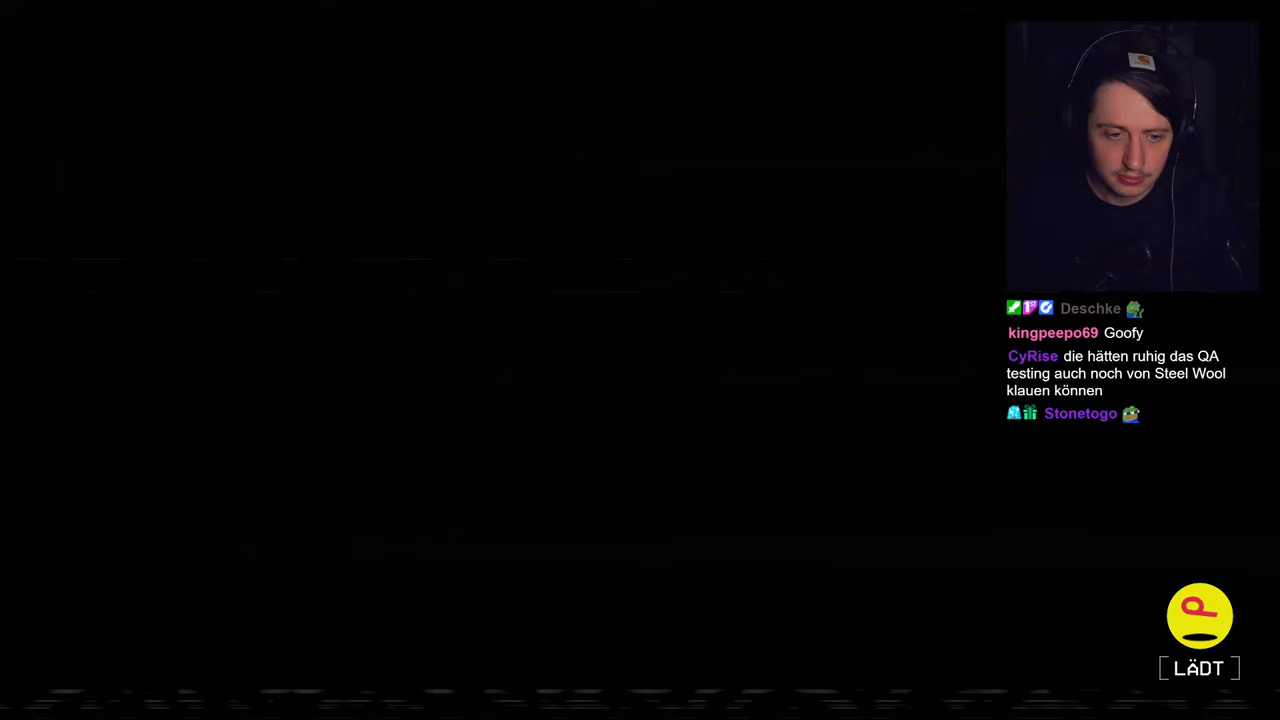 Deschke
kingpeepo69 Goofy
CyRise die hätten ruhig das QA
testing auch noch von Steel Wool
klauen können
Stonetogo
P
[ LÄDT ]